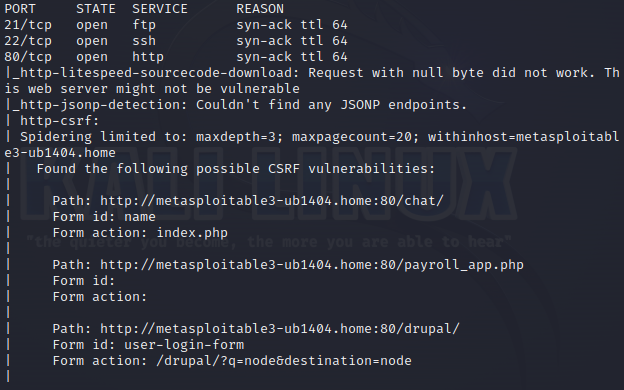 PORT     STATE  SERVICE      REASON
21/tcp   open   ftp          syn-ack ttl 64
22/tcp   open   ssh          syn-ack ttl 64
80/tcp   open   http         syn-ack ttl 64
|_http-litespeed-sourcecode-download: Request with null byte did not work. Th
is web server might not be vulnerable
|_http-jsonp-detection: Couldn't find any JSONP endpoints.
| http-csrf:
| Spidering limited to: maxdepth=3; maxpagecount=20; withinhost=metasploitabl
e3-ub1404.home
|   Found the following possible CSRF vulnerabilities:
|
|     Path: http://metasploitable3-ub1404.home:80/chat/
|     Form id: name
|     Form action: index.php
|
|     Path: http://metasploitable3-ub1404.home:80/payroll_app.php
|     Form id:
|     Form action:
|
|     Path: http://metasploitable3-ub1404.home:80/drupal/
|     Form id: user-login-form
|     Form action: /drupal/?q=node&destination=node
|
KALI LINUX
"the quieter you become, the more you are able to hear"